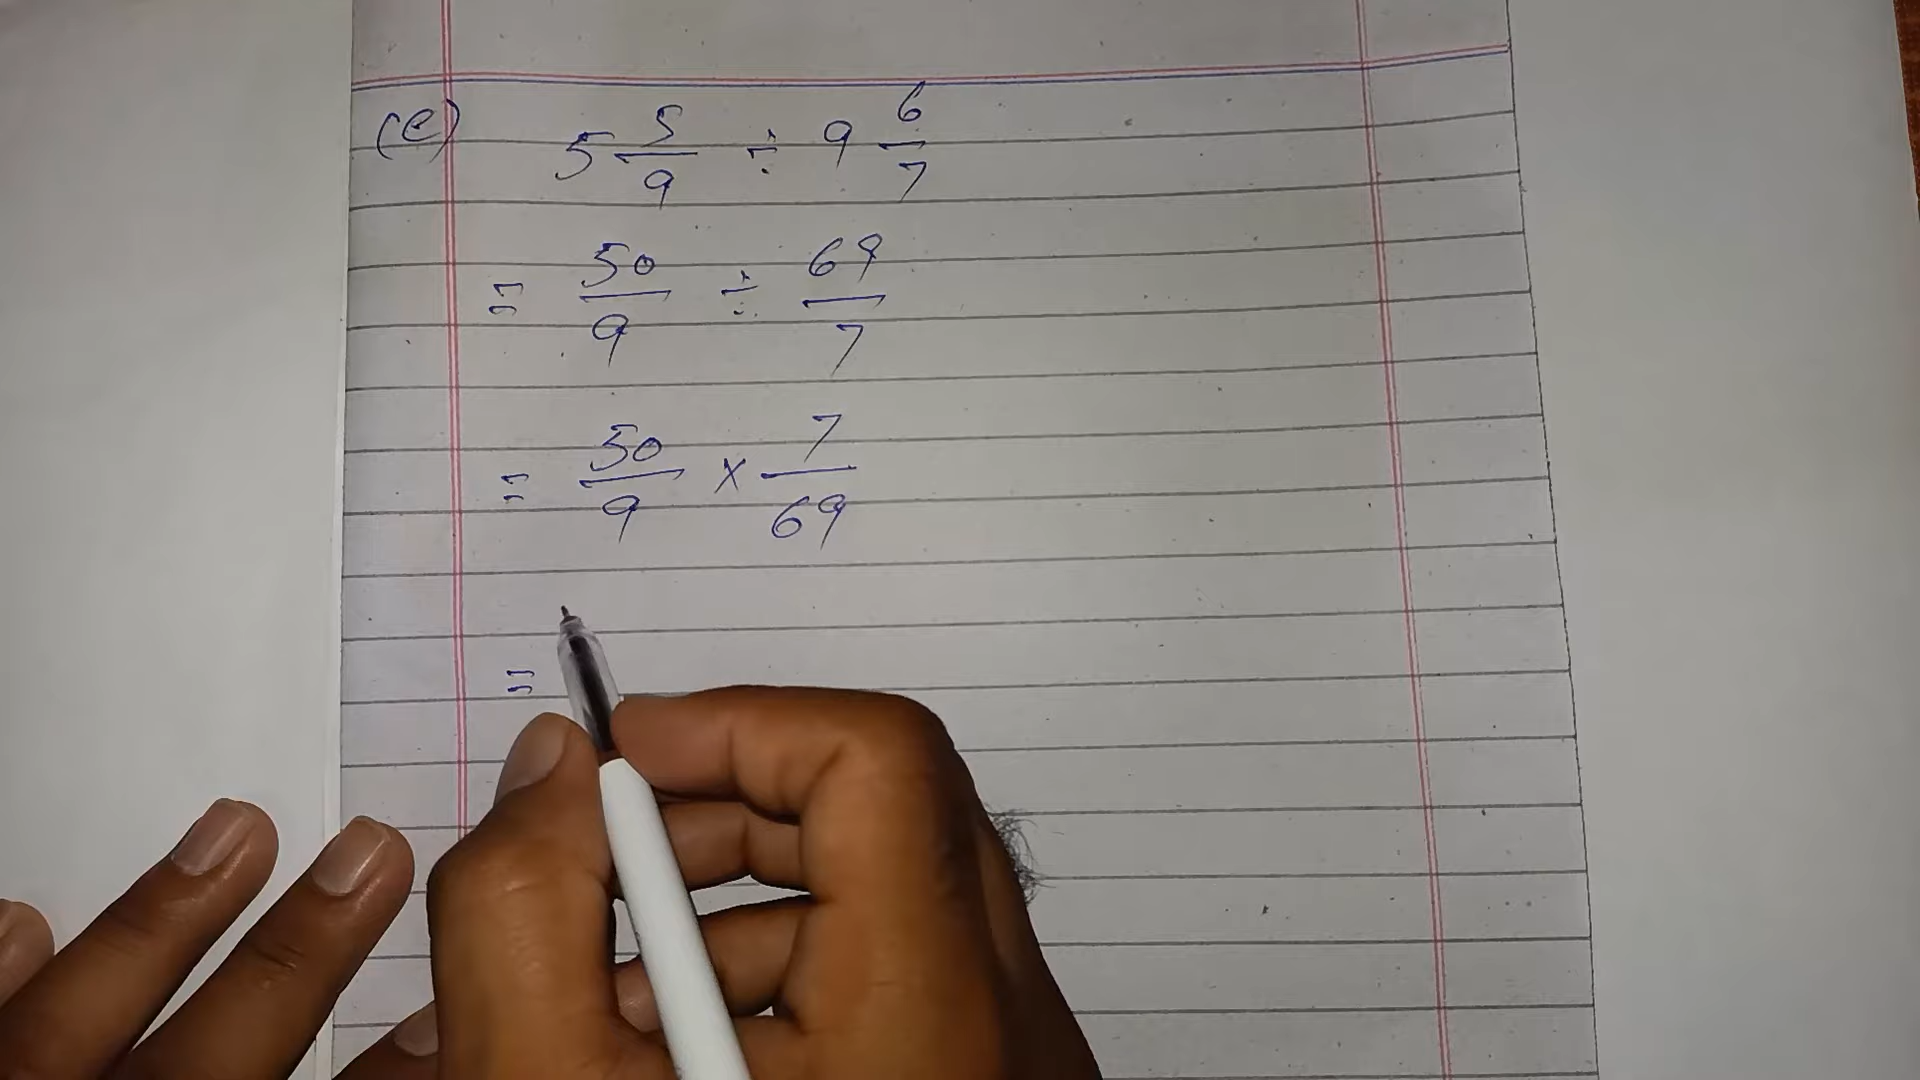 (e) 5 5/9 ÷ 9 6/7
= 50/9 ÷ 69/7
= 50/9 × 7/69
=